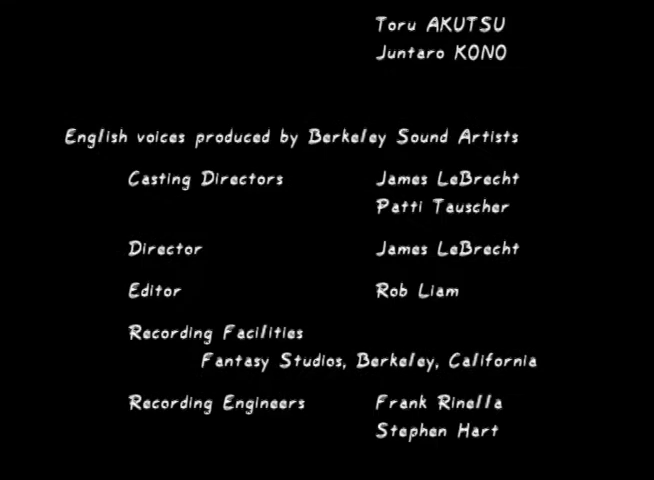 Toru AKUTSU
Juntaro KONO
English voices produced by Berkeley Sound Artists
Casting Directors James LeBrecht
Patti Tauscher
Director James LeBrecht
Editor Rob Liam
Recording Facilities
Fantasy Studios, Berkeley, California
Recording Engineers Frank Rinella
Stephen Hart